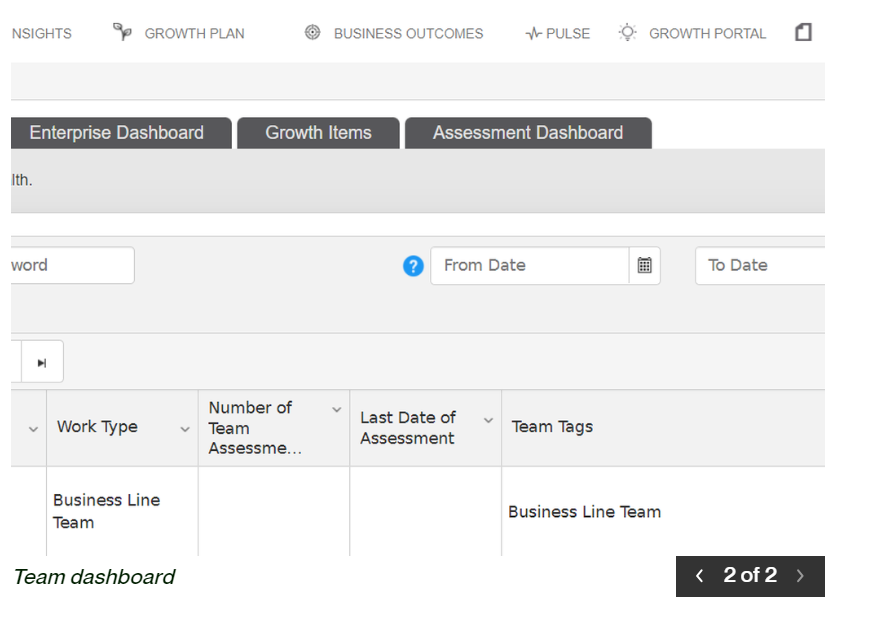 NSIGHTS GROWTH PLAN BUSINESS OUTCOMES PULSE GROWTH PORTAL
Enterprise Dashboard Growth Items Assessment Dashboard
lth.
word ? From Date To Date
Work Type Number of Team Assessme... Last Date of Assessment Team Tags
Business Line Team Business Line Team
Team dashboard
2 of 2